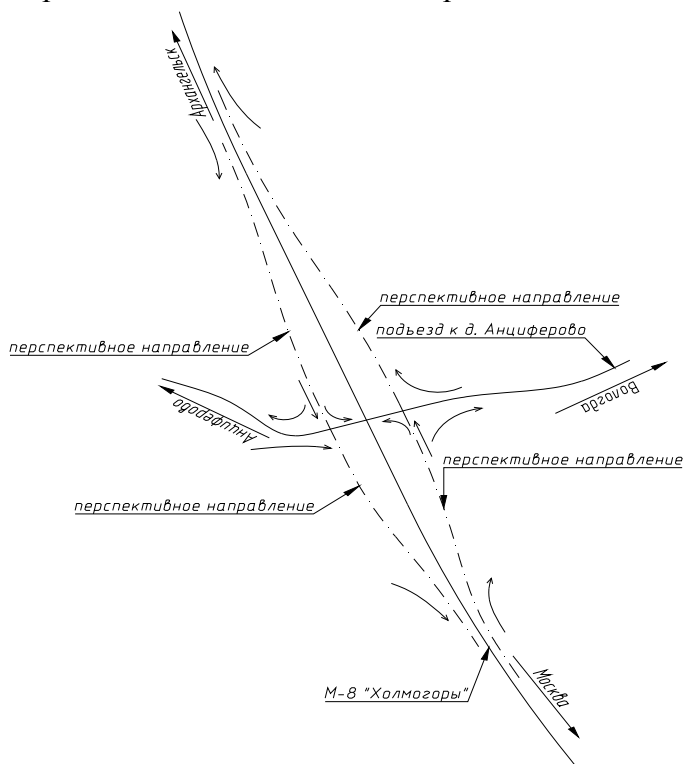 Архангельск
перспективное направление
подъезд к д. Анциферово
перспективное направление
Вологда
Анциферово
перспективное направление
перспективное направление
М-8 "Холмогоры"
Москва